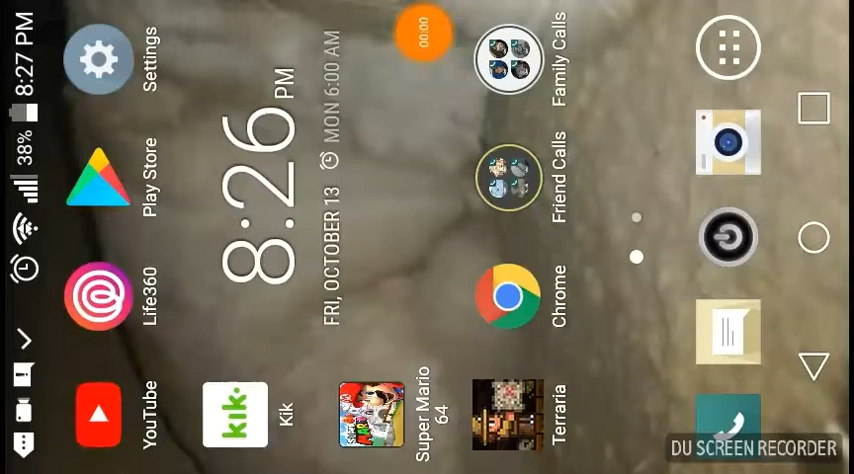 38% 8:27 PM
8:26 PM
FRI, OCTOBER 13 MON 6:00 AM
00:00
YouTube
Life360
Play Store
Settings
kik.
Kik
Super Mario
64
Terraria
Chrome
Friend Calls
Family Calls
DU SCREEN RECORDER